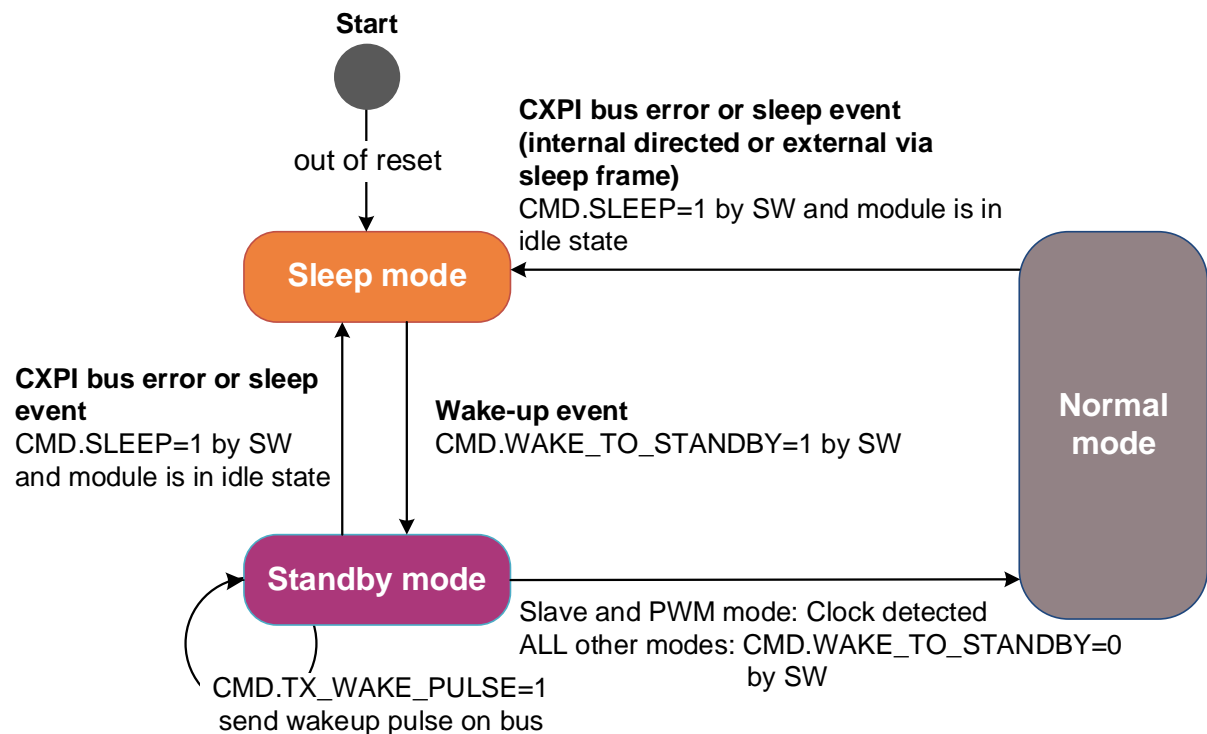 Start
out of reset
CXPI bus error or sleep event
(internal directed or external via
sleep frame)
CMD.SLEEP=1 by SW and module is in
idle state
Sleep mode
CXPI bus error or sleep
event
CMD.SLEEP=1 by SW
and module is in idle state
Wake-up event
CMD.WAKE_TO_STANDBY=1 by SW
Normal
mode
Standby mode
Slave and PWM mode: Clock detected
ALL other modes: CMD.WAKE_TO_STANDBY=0
by SW
CMD.TX_WAKE_PULSE=1
send wakeup pulse on bus